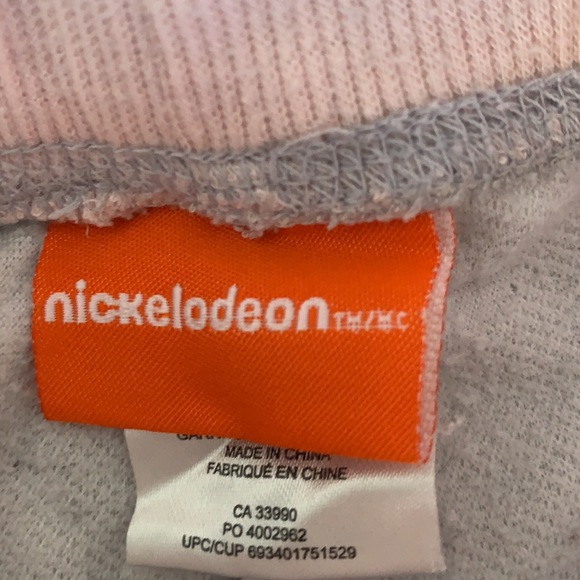 nickelodeon TM/MC
MADE IN CHINA
FABRIQUÉ EN CHINE
CA 33990
PO 4002962
UPC/CUP 693401751529